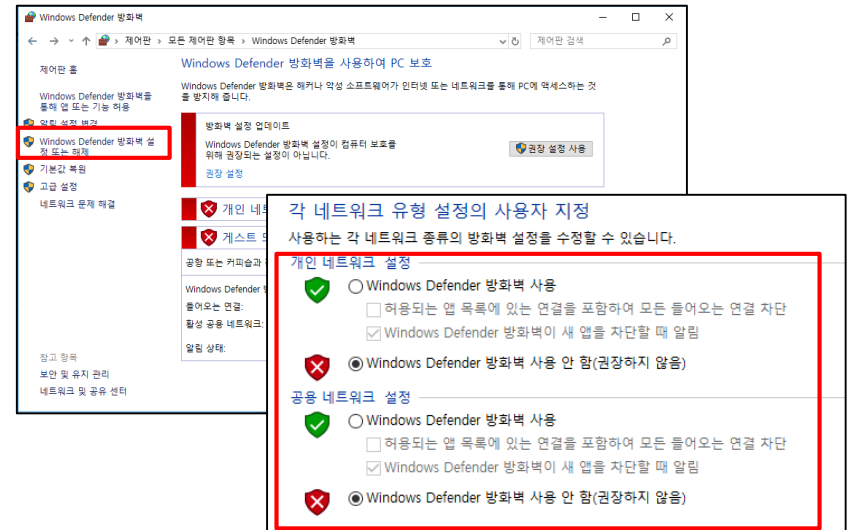 Windows Defender 방화벽
제어판 › 모든 제어판 항목 › Windows Defender 방화벽
제어판 검색
제어판 홈
Windows Defender 방화벽을
통해 앱 또는 기능 허용
알림 설정 변경
Windows Defender 방화벽 설
정 또는 해제
기본값 복원
고급 설정
네트워크 문제 해결
참고 항목
보안 및 유지 관리
네트워크 및 공유 센터
Windows Defender 방화벽을 사용하여 PC 보호
Windows Defender 방화벽은 해커나 악성 소프트웨어가 인터넷 또는 네트워크를 통해 PC에 액세스하는 것
을 방지해 줍니다.
방화벽 설정 업데이트
Windows Defender 방화벽 설정이 컴퓨터 보호를
위해 권장되는 설정이 아닙니다.
권장 설정 사용
권장 설정
개인 네
게스트
공항 또는 커피숍과
Windows Defender
들어오는 연결:
활성 공용 네트워크:
알림 상태:
각 네트워크 유형 설정의 사용자 지정
사용하는 각 네트워크 종류의 방화벽 설정을 수정할 수 있습니다.
개인 네트워크 설정
Windows Defender 방화벽 사용
허용되는 앱 목록에 있는 연결을 포함하여 모든 들어오는 연결 차단
Windows Defender 방화벽이 새 앱을 차단할 때 알림
Windows Defender 방화벽 사용 안 함(권장하지 않음)
공용 네트워크 설정
Windows Defender 방화벽 사용
허용되는 앱 목록에 있는 연결을 포함하여 모든 들어오는 연결 차단
Windows Defender 방화벽이 새 앱을 차단할 때 알림
Windows Defender 방화벽 사용 안 함(권장하지 않음)